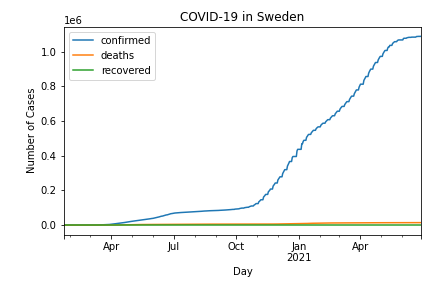 COVID-19 in Sweden
1e6
confirmed
deaths
recovered
Number of Cases
1.0
0.8
0.6
0.4
0.2
0.0
Apr Jul Oct Jan Apr
2021
Day